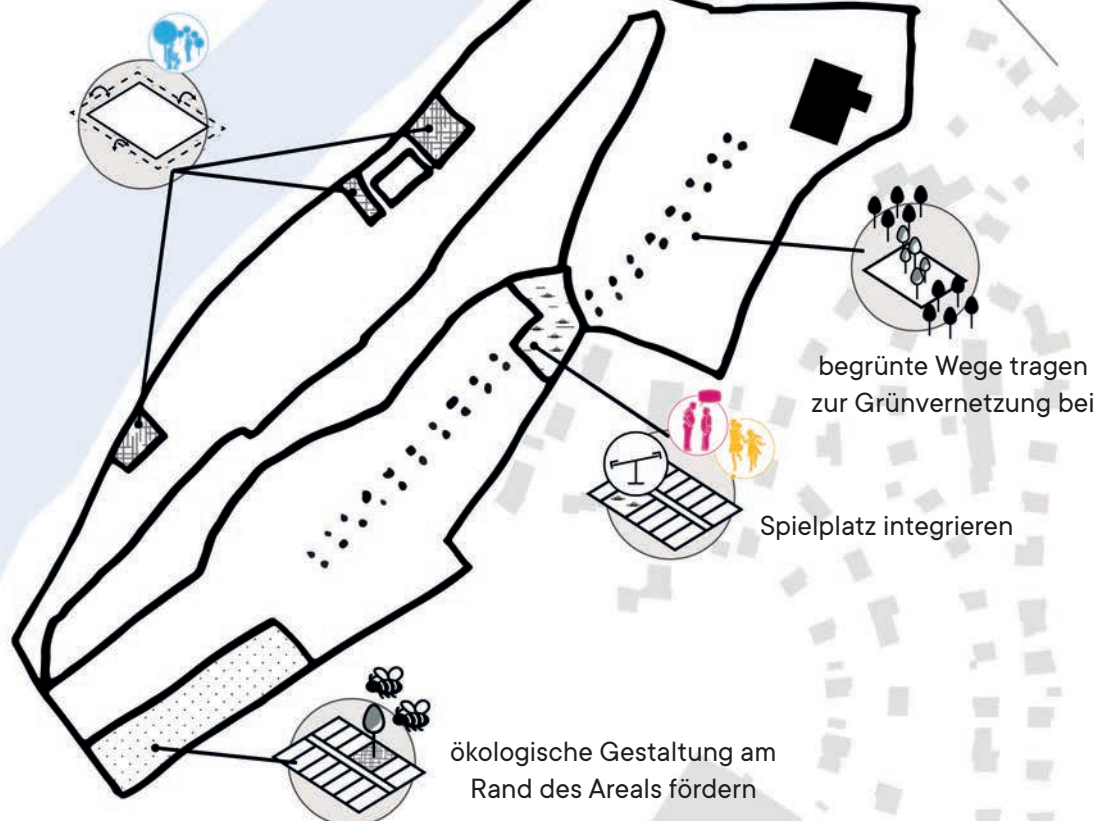 begrünte Wege tragen
zur Grünvernetzung bei
Spielplatz integrieren
ökologische Gestaltung am
Rand des Areals fördern